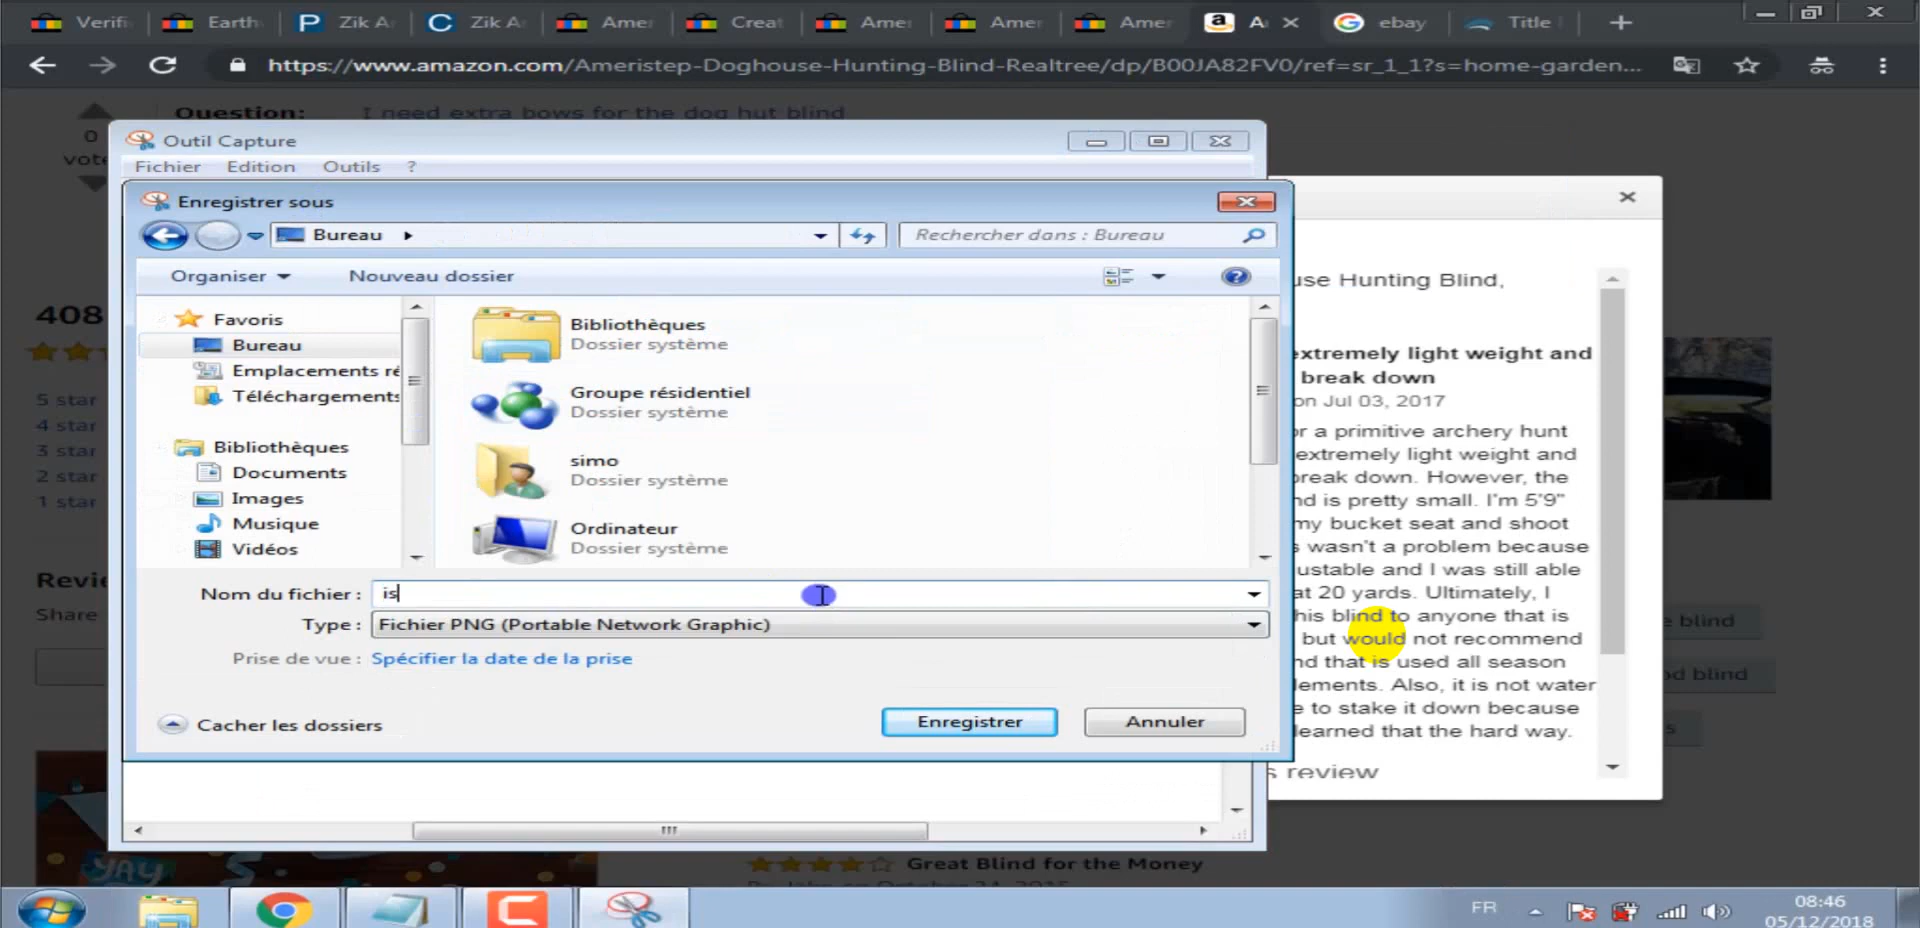 Verifi
Earth
Zik A
Zik A
Amer
Creat
Amer
Amer
Amer
A
ebay
Title
https://www.amazon.com/Ameristep-Doghouse-Hunting-Blind-Realtree/dp/B00JA82FV0/ref=sr_1_1?s=home-garden...
Question: I need extra bows for the dog hut blind
0
vote
Outil Capture
Fichier Edition Outils ?
Enregistrer sous
Bureau
Rechercher dans : Bureau
Organiser Nouveau dossier
Favoris
Bureau
Emplacements ré
Téléchargements
Bibliothèques
Documents
Images
Musique
Vidéos
Bibliothèques
Dossier système
Groupe résidentiel
Dossier système
simo
Dossier système
Ordinateur
Dossier système
Nom du fichier : is
Type : Fichier PNG (Portable Network Graphic)
Prise de vue : Spécifier la date de la prise
Cacher les dossiers
Enregistrer
Annuler
408
5 star
4 star
3 star
2 star
1 star
Revie
Share
use Hunting Blind,
extremely light weight and
break down
on Jul 03, 2017
or a primitive archery hunt
extremely light weight and
break down. However, the
nd is pretty small. I'm 5'9"
my bucket seat and shoot
s wasn't a problem because
ustable and I was still able
at 20 yards. Ultimately, I
his blind to anyone that is
but would not recommend
nd that is used all season
lements. Also, it is not water
e to stake it down because
learned that the hard way.
s review
e blind
od blind
s
YAY
Great Blind for the Money
FR
08:46
05/12/2018